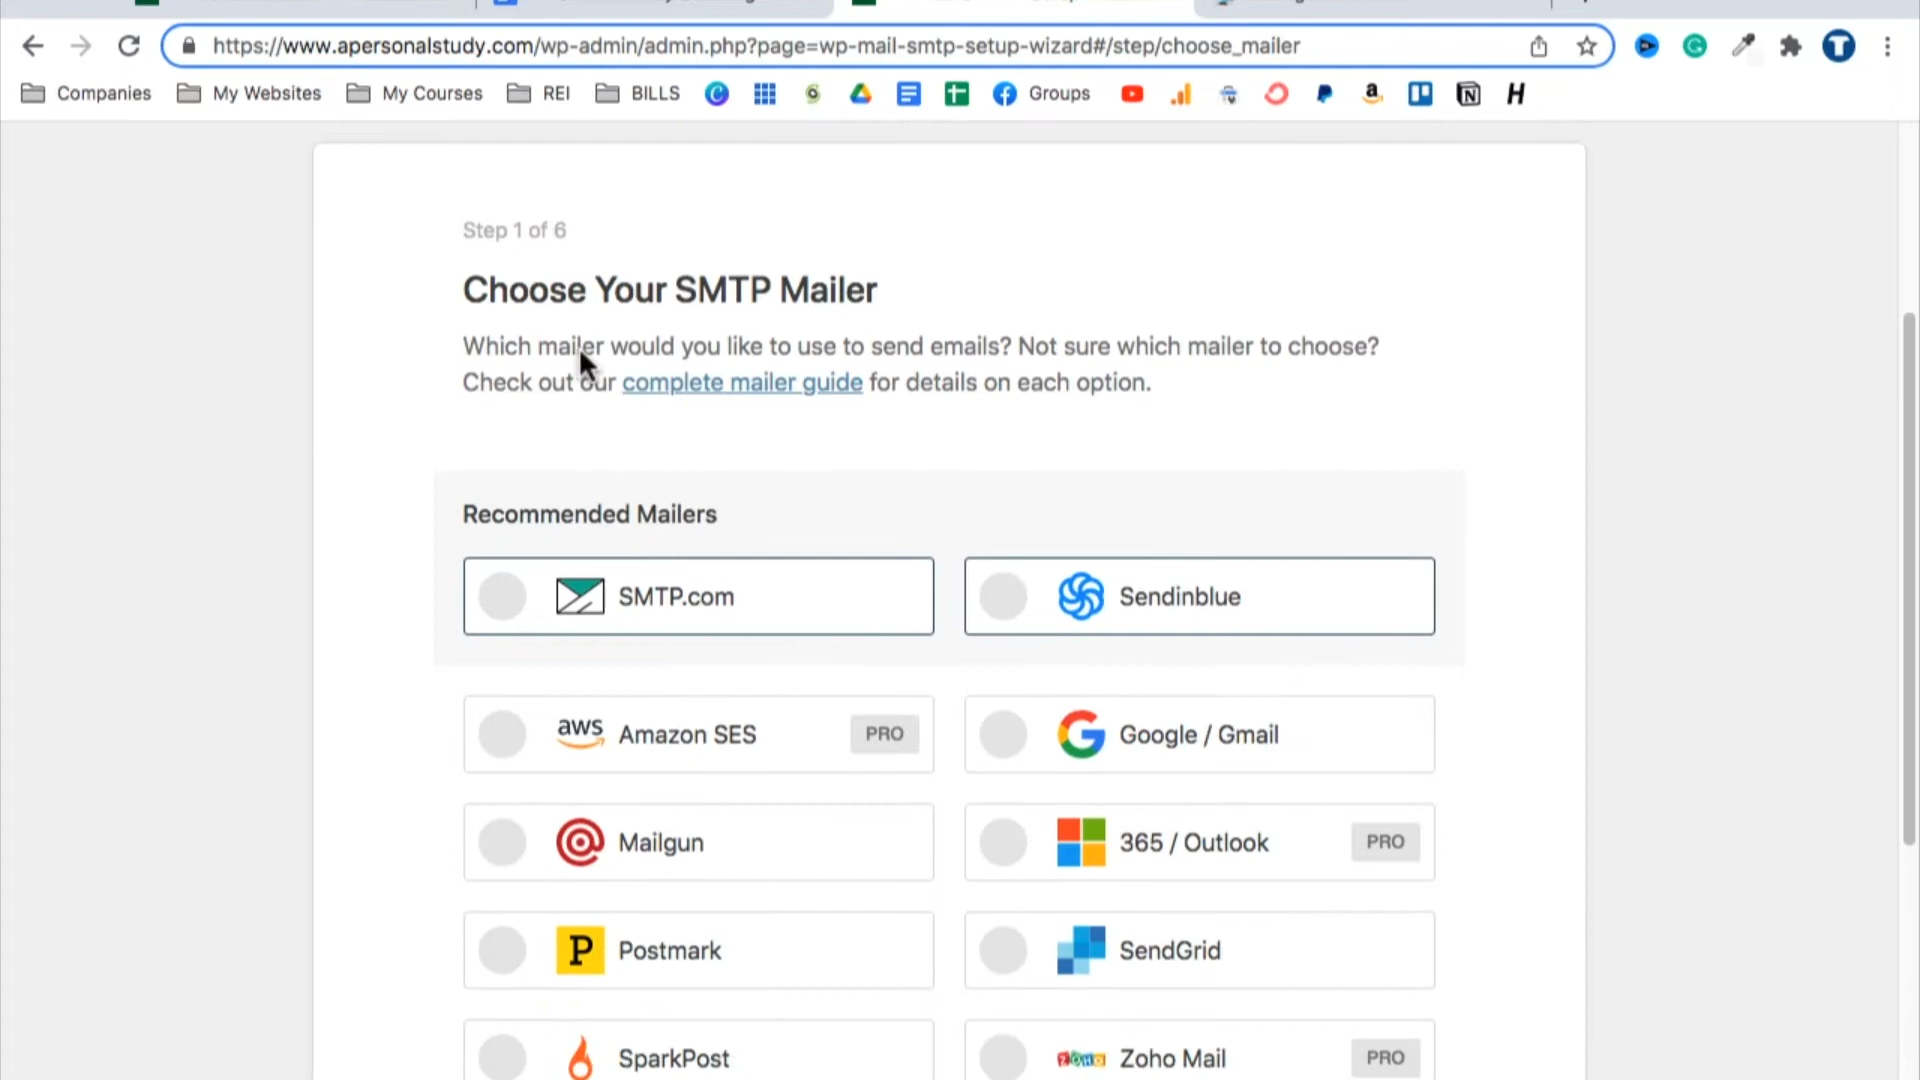 https://www.apersonalstudy.com/wp-admin/admin.php?page=wp-mail-smtp-setup-wizard#/step/choose_mailer
T
Companies My Websites My Courses REI BILLS Groups
Step 1 of 6
Choose Your SMTP Mailer
Which mailer would you like to use to send emails? Not sure which mailer to choose?
Check out our complete mailer guide for details on each option.
Recommended Mailers
SMTP.com
Sendinblue
aws Amazon SES PRO
Google / Gmail
Mailgun
365 / Outlook PRO
P Postmark
SendGrid
SparkPost
ZOHO Zoho Mail PRO